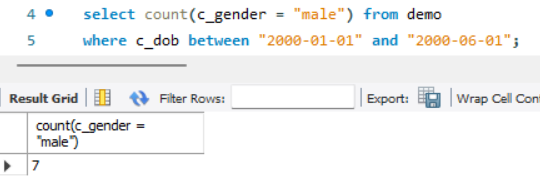 4 select count(c_gender = "male") from demo
5 where c_dob between "2000-01-01" and "2000-06-01";
Result Grid Filter Rows: Export: Wrap Cell Con
count(c_gender =
"male")
7